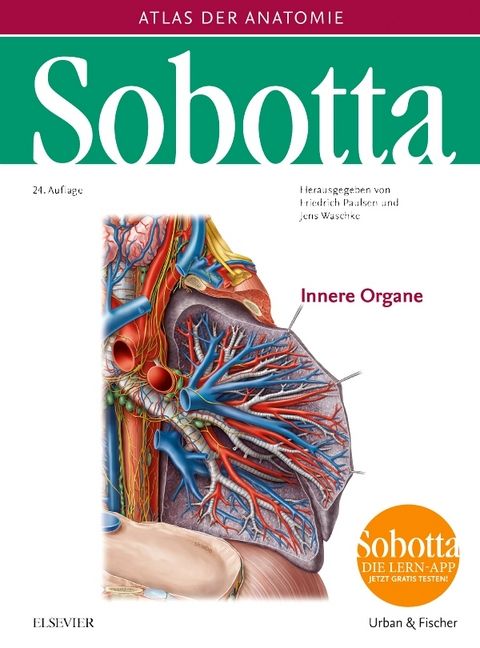 ATLAS DER ANATOMIE
Sobotta
24. Auflage
Herausgegeben von
Friedrich Paulsen und
Jens Waschke
Innere Organe
Sobotta
DIE LERN-APP
JETZT GRATIS TESTEN!
ELSEVIER
Urban & Fischer